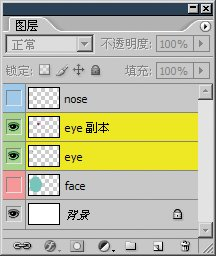 图层
正常 不透明度: 100%
锁定: 填充: 100%
nose
eye 副本
eye
face
背景